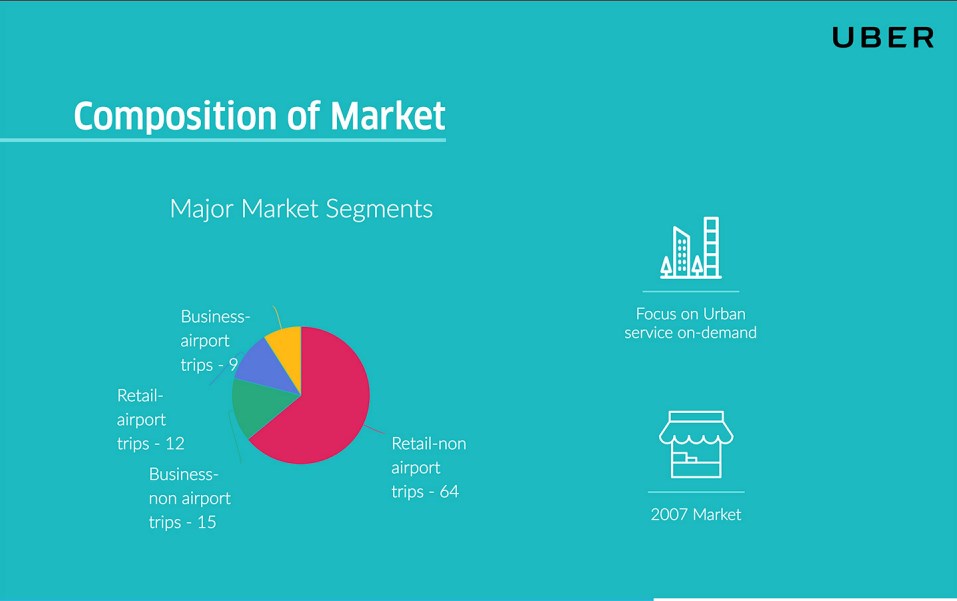 UBER
Composition of Market
Major Market Segments
Business-
airport
trips - 9
Retail-
airport
trips - 12
Business-
non airport
trips - 15
Retail-non
airport
trips - 64
Focus on Urban
service on-demand
2007 Market